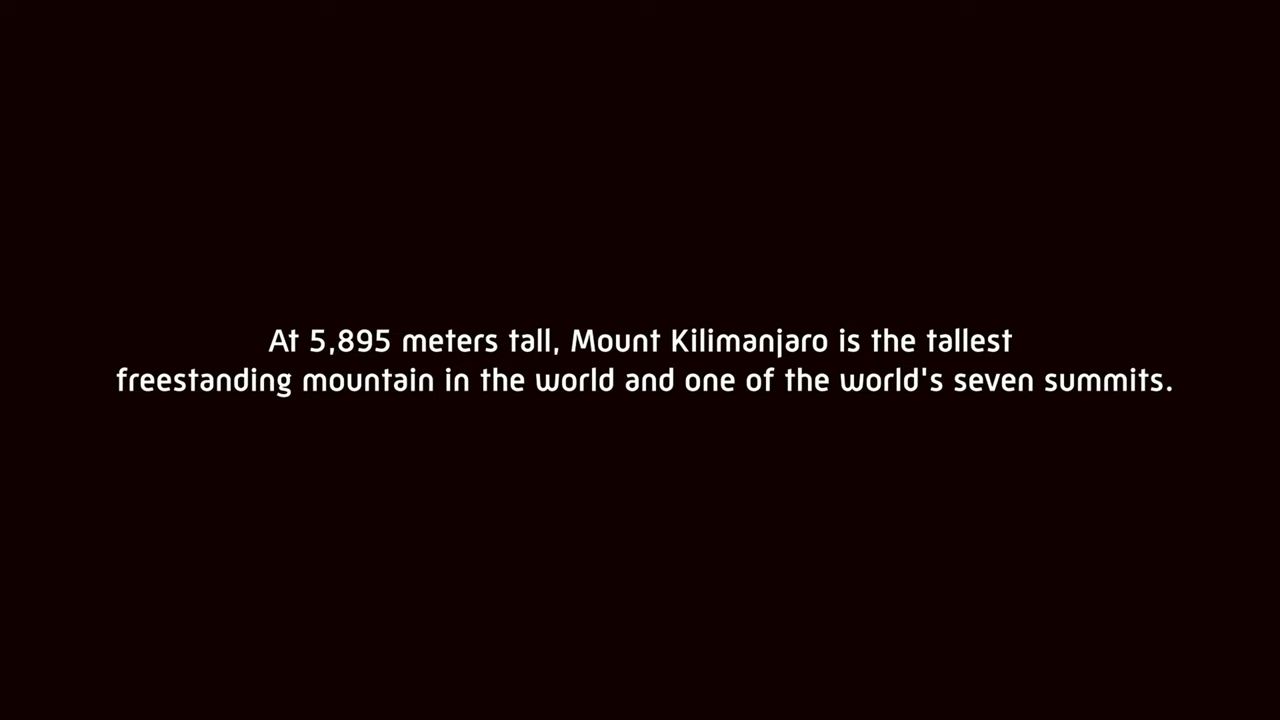 At 5,895 meters tall, Mount Kilimanjaro is the tallest
freestanding mountain in the world and one of the world's seven summits.